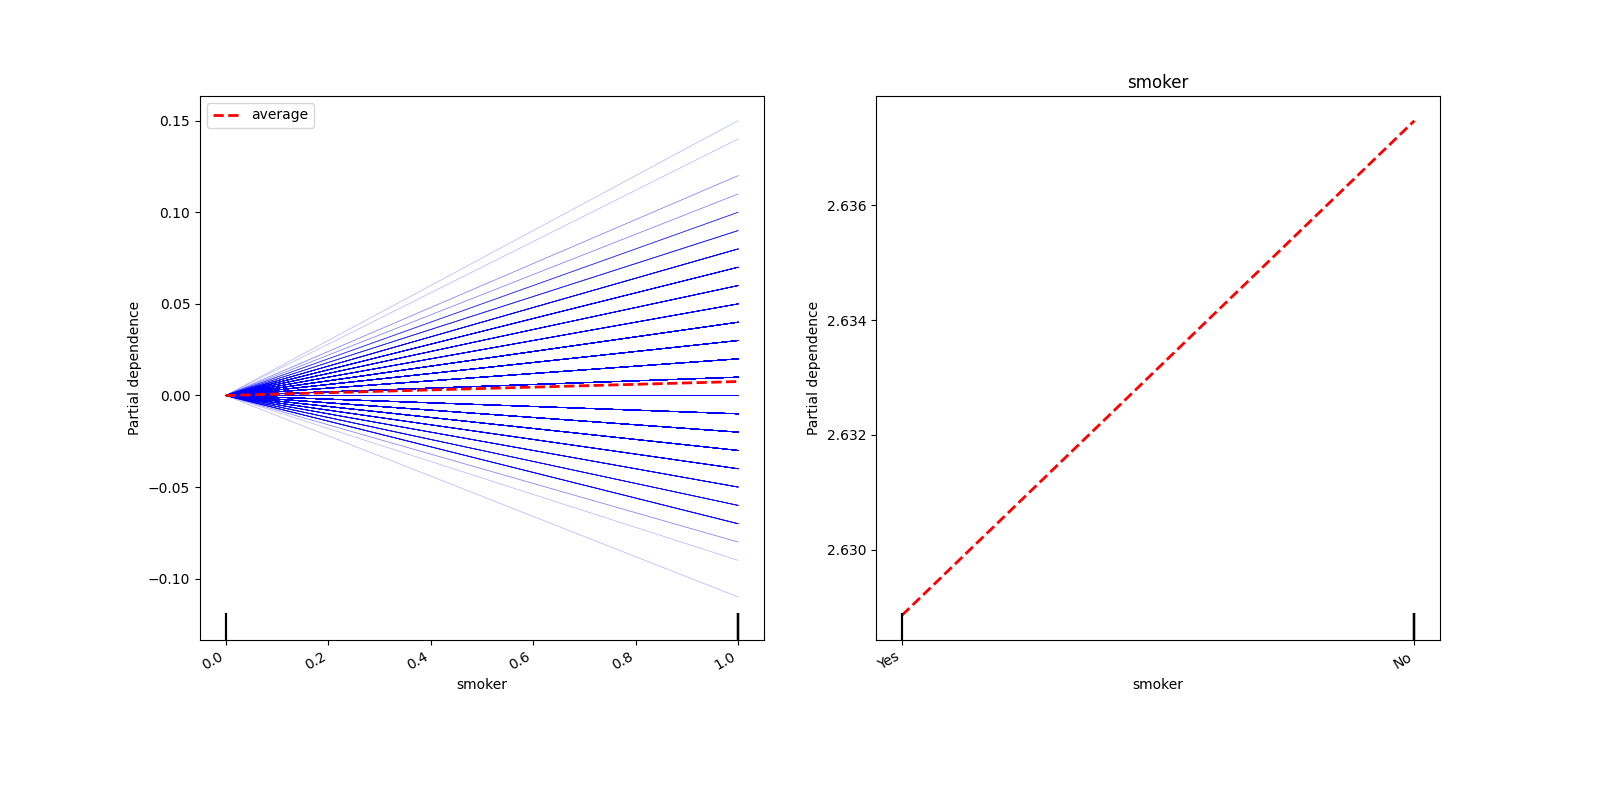 average
0.15
0.10
0.05
0.00
−0.05
−0.10
Partial dependence
0.0
0.2
0.4
0.6
0.8
1.0
smoker
smoker
2.636
2.634
2.632
2.630
Partial dependence
Yes
No
smoker